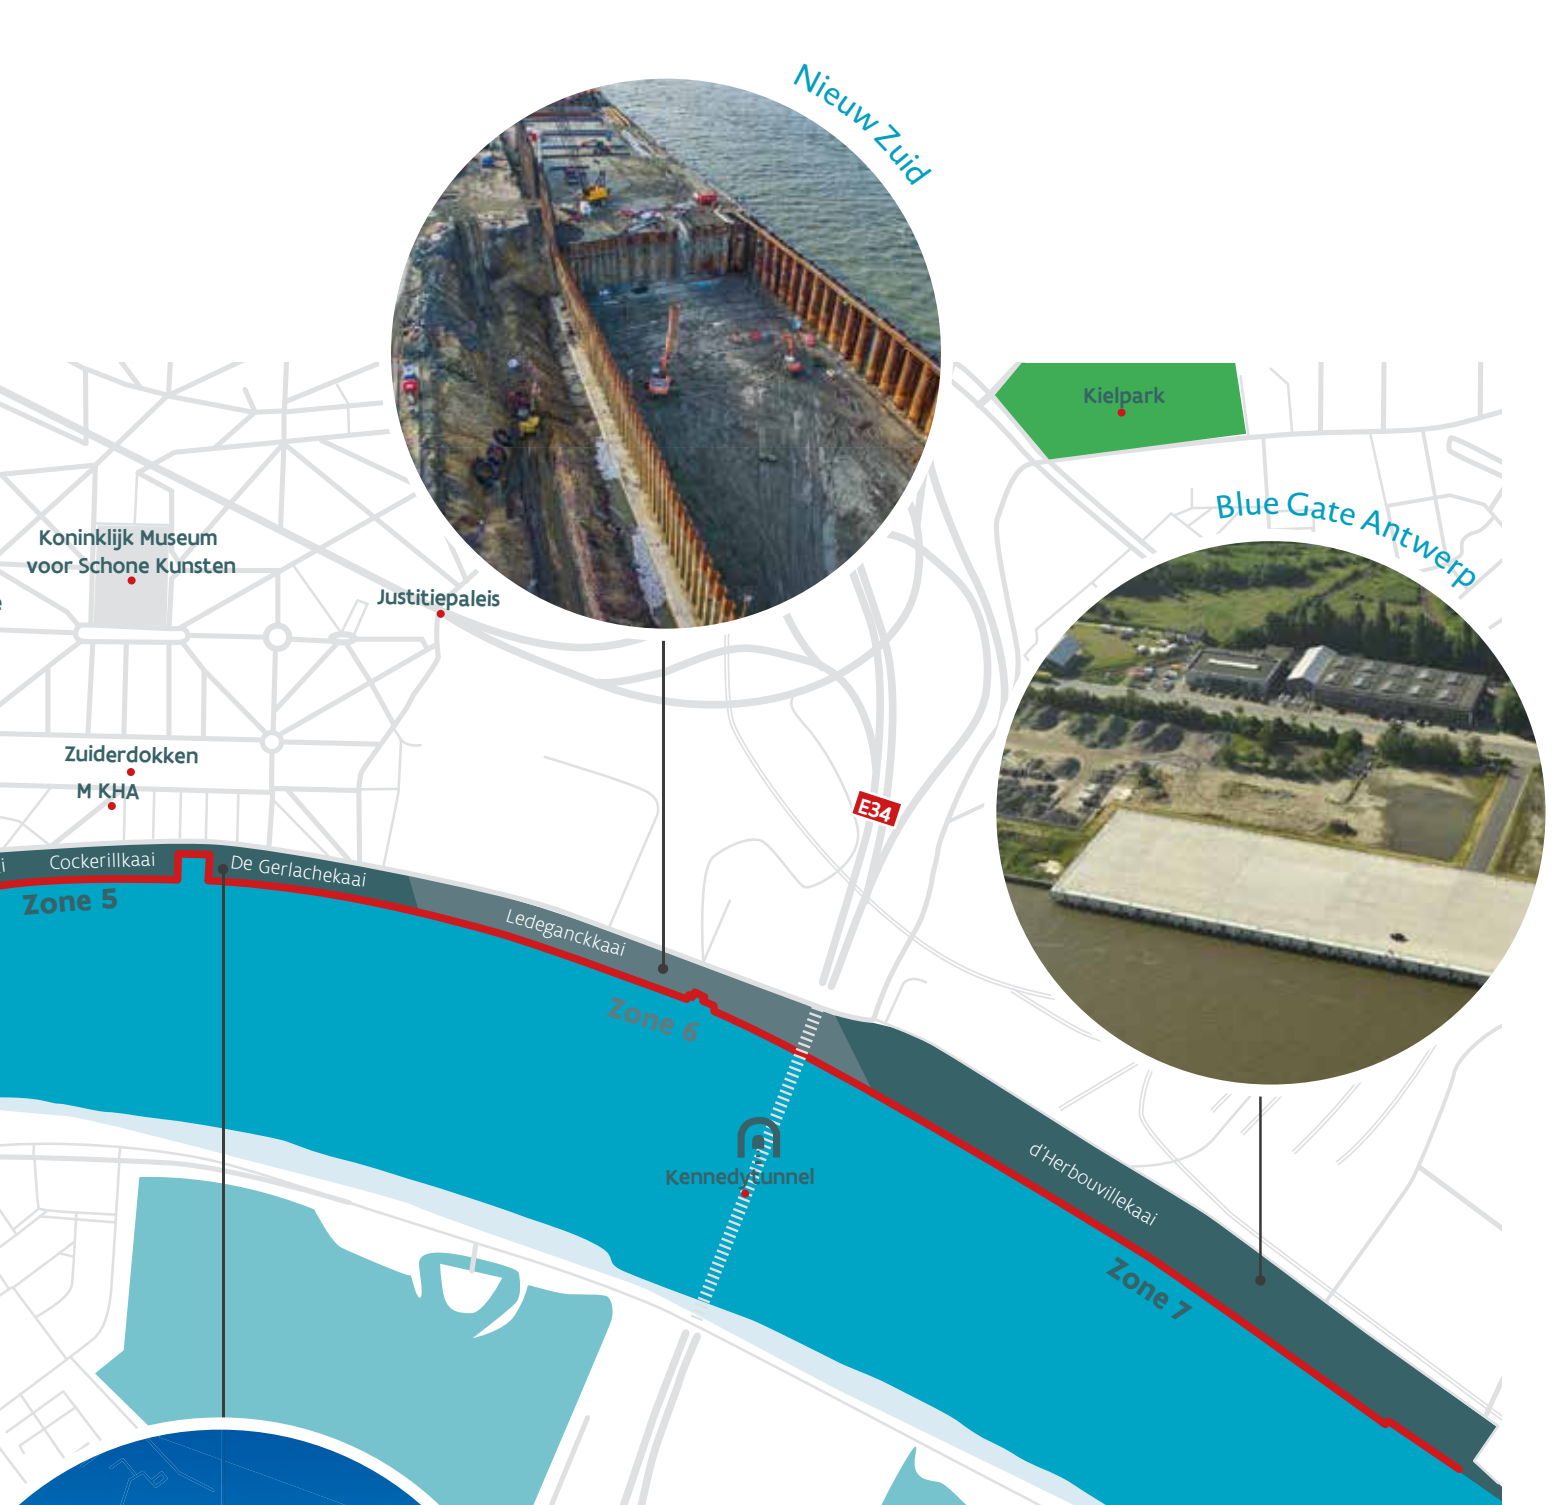 Nieuw Zuid
Kielpark
Blue Gate Antwerp
Koninklijk Museum
voor Schone Kunsten
Justitiepaleis
Zuiderdokken
M KHA
E34
Cockerillkaai
De Gerlachekaai
Zone 5
Ledeganckkaai
Zone 6
Kennedytunnel
d'Herbouvillekaai
Zone 7